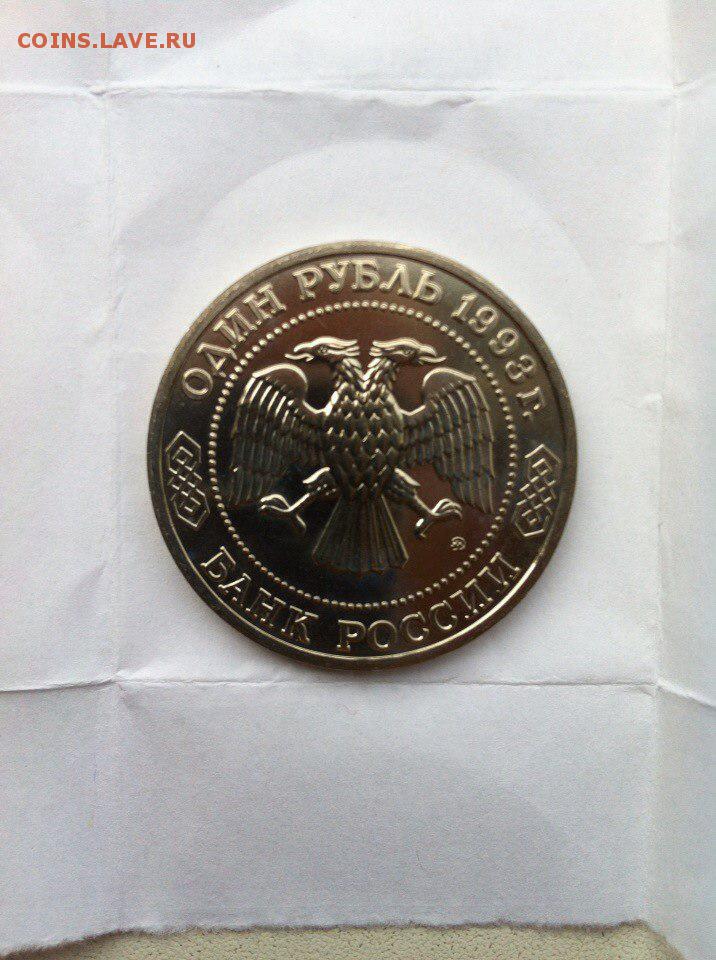 COINS.LAVE.RU
ОДИН РУБЛЬ 1993 г.
БАНК РОССИИ